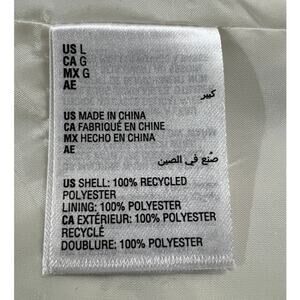 US L
CA G
MX G
AE
كبير
US MADE IN CHINA
CA FABRIQUÉ EN CHINE
MX HECHO EN CHINA
AE
صُنع في الصين
US SHELL: 100% RECYCLED
POLYESTER
LINING: 100% POLYESTER
CA EXTÉRIEUR: 100% POLYESTER
RECYCLÉ
DOUBLURE: 100% POLYESTER